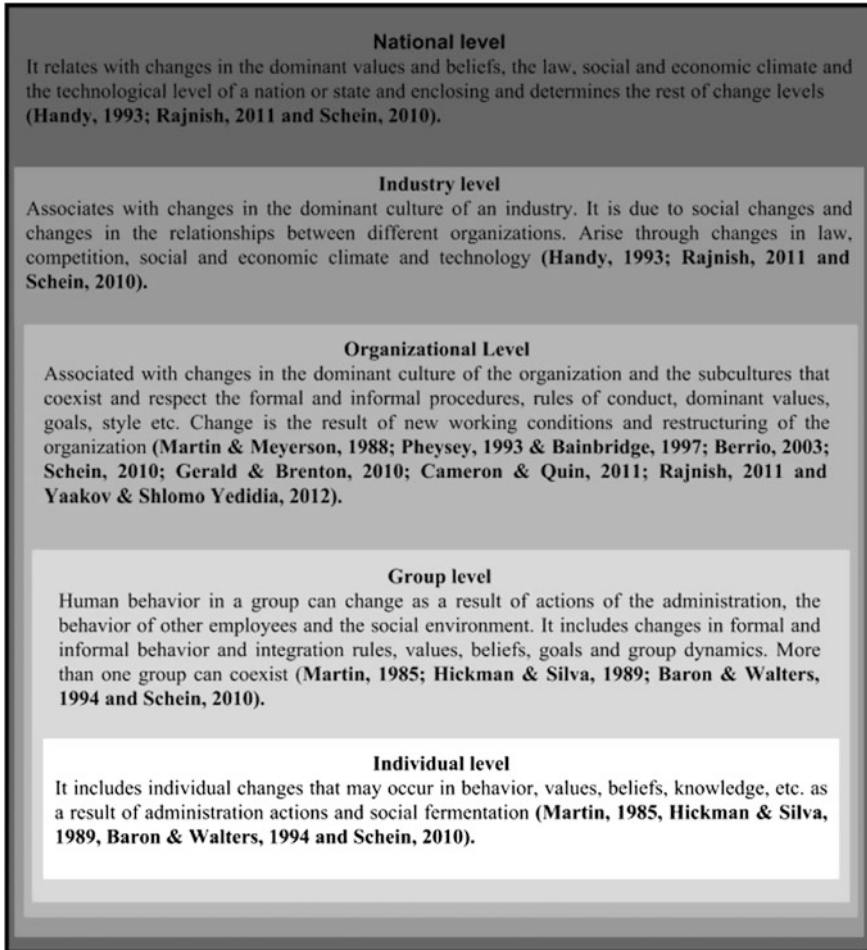 National level
It relates with changes in the dominant values and beliefs, the law, social and economic climate and
the technological level of a nation or state and enclosing and determines the rest of change levels
(Handy, 1993; Rajnish, 2011 and Schein, 2010).
Industry level
Associates with changes in the dominant culture of an industry. It is due to social changes and
changes in the relationships between different organizations. Arise through changes in law,
competition, social and economic climate and technology (Handy, 1993; Rajnish, 2011 and
Schein, 2010).
Organizational Level
Associated with changes in the dominant culture of the organization and the subcultures that
coexist and respect the formal and informal procedures, rules of conduct, dominant values,
goals, style etc. Change is the result of new working conditions and restructuring of the
organization (Martin & Meyerson, 1988; Pheysey, 1993 & Bainbridge, 1997; Berrio, 2003;
Schein, 2010; Gerald & Brenton, 2010; Cameron & Quin, 2011; Rajnish, 2011 and
Yaakov & Shlomo Yedidia, 2012).
Group level
Human behavior in a group can change as a result of actions of the administration, the
behavior of other employees and the social environment. It includes changes in formal and
informal behavior and integration rules, values, beliefs, goals and group dynamics. More
than one group can coexist (Martin, 1985; Hickman & Silva, 1989; Baron & Walters,
1994 and Schein, 2010).
Individual level
It includes individual changes that may occur in behavior, values, beliefs, knowledge, etc. as
a result of administration actions and social fermentation (Martin, 1985, Hickman & Silva,
1989, Baron & Walters, 1994 and Schein, 2010).